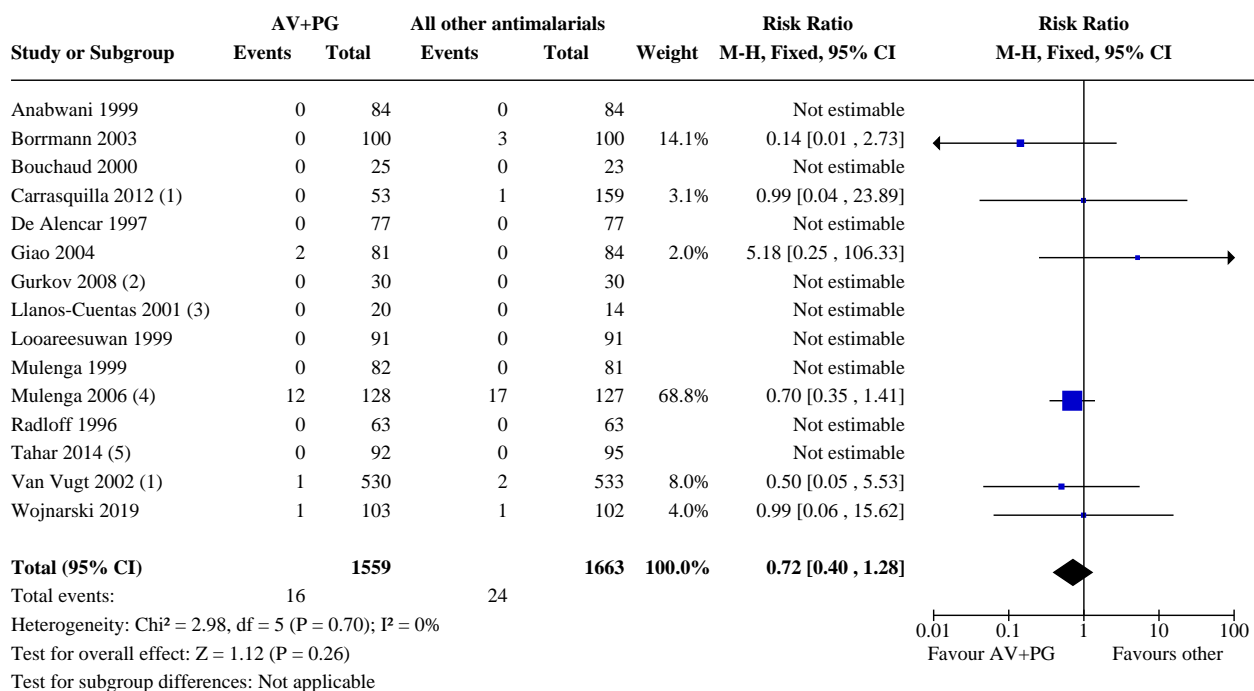 AV+PG All other antimalarials Risk Ratio Risk Ratio
Study or Subgroup Events Total Events Total Weight M-H, Fixed, 95% CI M-H, Fixed, 95% CI
Anabwani 1999 0 84 0 84 Not estimable
Borrmann 2003 0 100 3 100 14.1% 0.14 [0.01 , 2.73]
Bouchaud 2000 0 25 0 23 Not estimable
Carrasquilla 2012 (1) 0 53 1 159 3.1% 0.99 [0.04 , 23.89]
De Alencar 1997 0 77 0 77 Not estimable
Giao 2004 2 81 0 84 2.0% 5.18 [0.25 , 106.33]
Gurkov 2008 (2) 0 30 0 30 Not estimable
Llanos-Cuentas 2001 (3) 0 20 0 14 Not estimable
Looareesuwan 1999 0 91 0 91 Not estimable
Mulenga 1999 0 82 0 81 Not estimable
Mulenga 2006 (4) 12 128 17 127 68.8% 0.70 [0.35 , 1.41]
Radloff 1996 0 63 0 63 Not estimable
Tahar 2014 (5) 0 92 0 95 Not estimable
Van Vugt 2002 (1) 1 530 2 533 8.0% 0.50 [0.05 , 5.53]
Wojnarski 2019 1 103 1 102 4.0% 0.99 [0.06 , 15.62]
Total (95% CI) 1559 1663 100.0% 0.72 [0.40 , 1.28]
Total events: 16 24
Heterogeneity: Chi² = 2.98, df = 5 (P = 0.70); I² = 0%
0.01 0.1 1 10 100
Test for overall effect: Z = 1.12 (P = 0.26)
Favour AV+PG Favours other
Test for subgroup differences: Not applicable